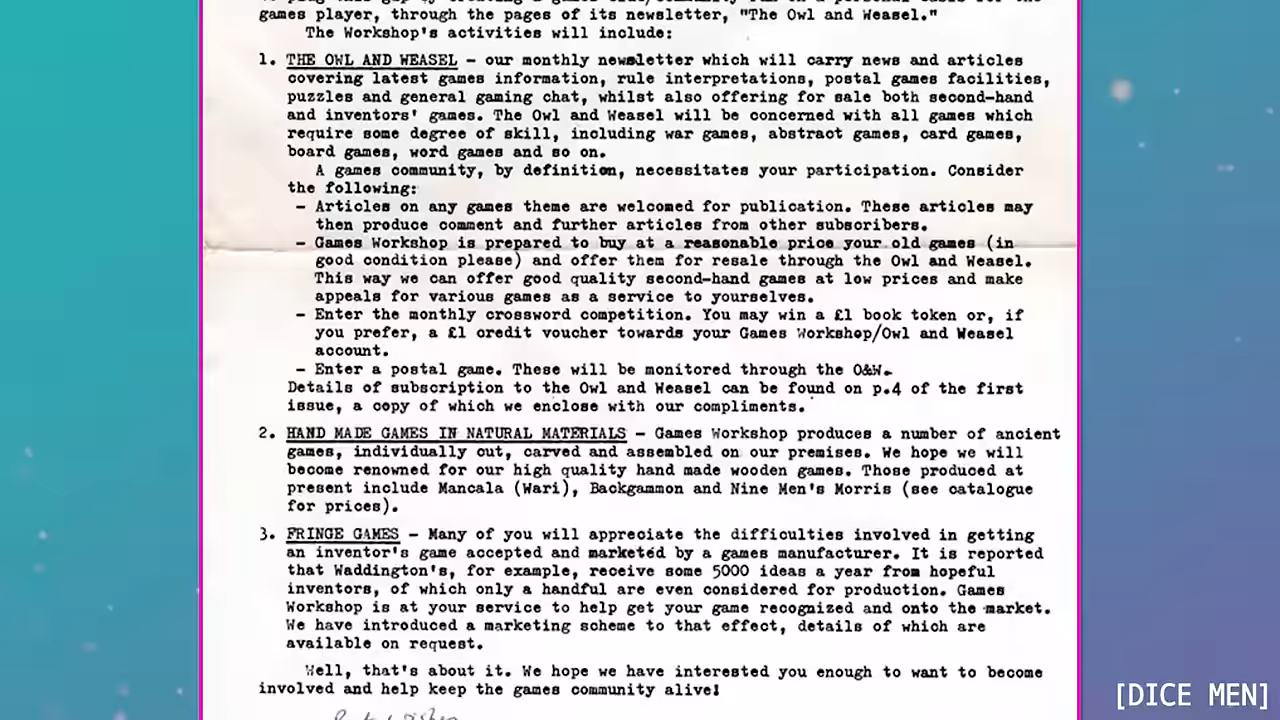 games player, through the pages of its newsletter, "The Owl and Weasel."
The Workshop's activities will include:
1. THE OWL AND WEASEL – our monthly newsletter which will carry news and articles
covering latest games information, rule interpretations, postal games facilities,
puzzles and general gaming chat, whilst also offering for sale both second-hand
and inventors' games. The Owl and Weasel will be concerned with all games which
require some degree of skill, including war games, abstract games, card games,
board games, word games and so on.
A games community, by definition, necessitates your participation. Consider
the following:
– Articles on any games theme are welcomed for publication. These articles may
then produce comment and further articles from other subscribers.
– Games Workshop is prepared to buy at a reasonable price your old games (in
good condition please) and offer them for resale through the Owl and Weasel.
This way we can offer good quality second-hand games at low prices and make
appeals for various games as a service to yourselves.
– Enter the monthly crossword competition. You may win a £1 book token or, if
you prefer, a £1 credit voucher towards your Games Workshop/Owl and Weasel
account.
– Enter a postal game. These will be monitored through the O&W.
Details of subscription to the Owl and Weasel can be found on p.4 of the first
issue, a copy of which we enclose with our compliments.
2. HAND MADE GAMES IN NATURAL MATERIALS – Games Workshop produces a number of ancient
games, individually cut, carved and assembled on our premises. We hope we will
become renowned for our high quality hand made wooden games. Those produced at
present include Mancala (Wari), Backgammon and Nine Men's Morris (see catalogue
for prices).
3. FRINGE GAMES – Many of you will appreciate the difficulties involved in getting
an inventor's game accepted and marketed by a games manufacturer. It is reported
that Waddington's, for example, receive some 5000 ideas a year from hopeful
inventors, of which only a handful are even considered for production. Games
Workshop is at your service to help get your game recognized and onto the market.
We have introduced a marketing scheme to that effect, details of which are
available on request.
Well, that's about it. We hope we have interested you enough to want to become
involved and help keep the games community alive!
[DICE MEN]